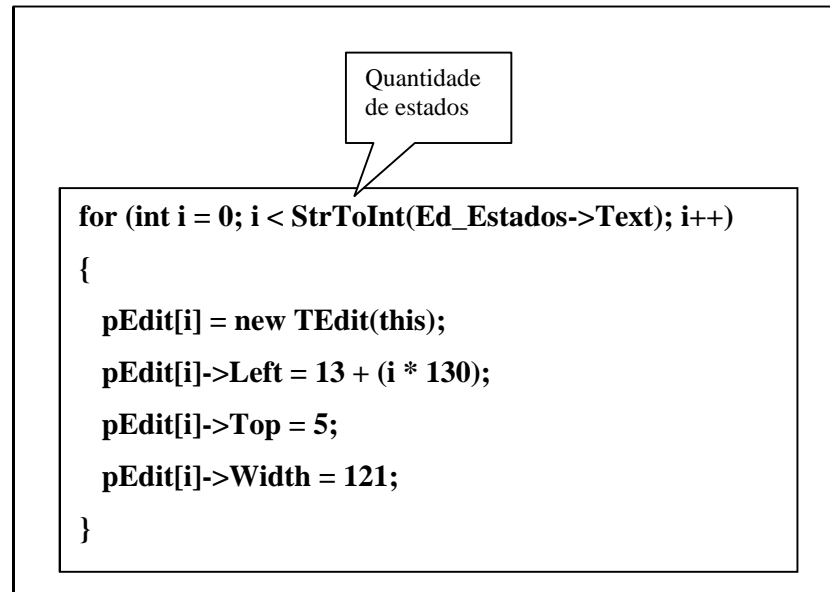 Quantidade
de estados
for (int i = 0; i < StrToInt(Ed_Estados->Text); i++)
{
pEdit[i] = new TEdit(this);
pEdit[i]->Left = 13 + (i * 130);
pEdit[i]->Top = 5;
pEdit[i]->Width = 121;
}